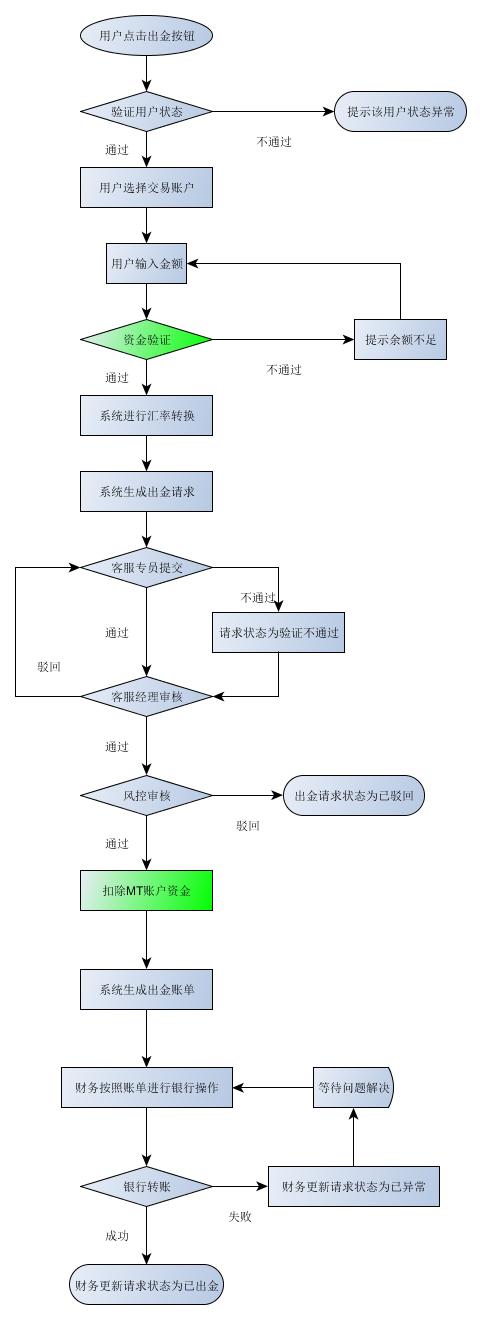 用户点击出金按钮
验证用户状态
提示该用户状态异常
不通过
通过
用户选择交易账户
用户输入金额
资金验证
提示余额不足
不通过
通过
系统进行汇率转换
系统生成出金请求
客服专员提交
不通过
通过
请求状态为验证不通过
驳回
客服经理审核
通过
风控审核
出金请求状态为已驳回
驳回
通过
扣除MT账户资金
系统生成出金账单
财务按照账单进行银行操作
等待问题解决
银行转账
财务更新请求状态为已异常
失败
成功
财务更新请求状态为已出金